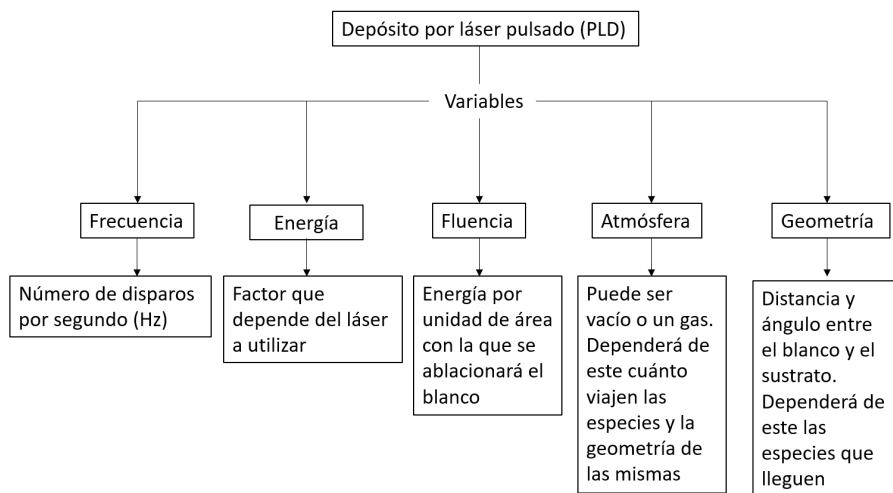 Depósito por láser pulsado (PLD)
Variables
Frecuencia
Energía
Fluencia
Atmósfera
Geometría
Número de disparos
por segundo (Hz)
Factor que
depende del láser
a utilizar
Energía por
unidad de área
con la que se
ablacionará el
blanco
Puede ser
vacío o un gas.
Dependerá de
este cuánto
viajen las
especies y la
geometría de
las mismas
Distancia y
ángulo entre
el blanco y el
sustrato.
Dependerá de
este las
especies que
lleguen